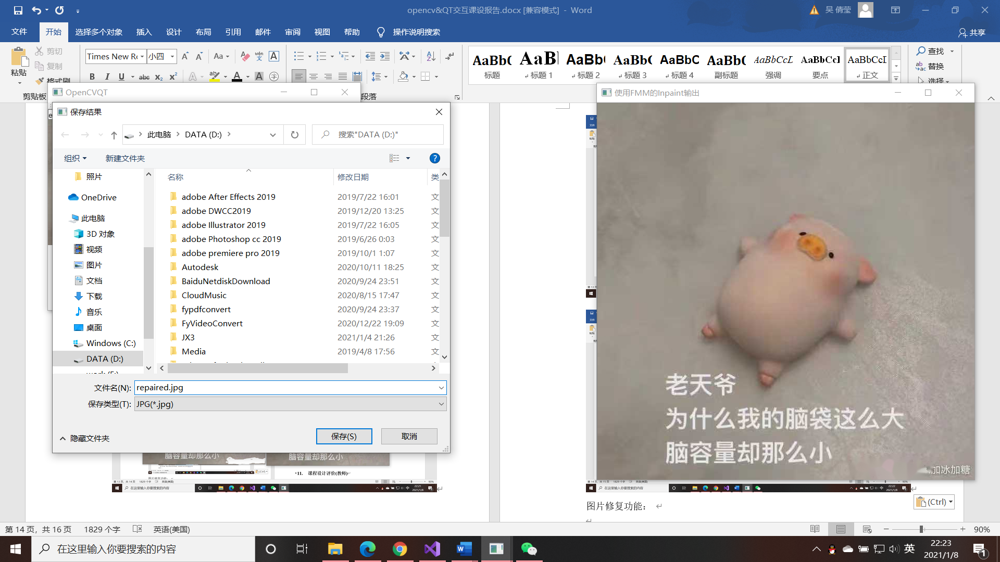 opencv&QT交互课设报告.docx [兼容模式] - Word
吴 倩莹
文件 开始 选择多个对象 插入 设计 布局 引用 邮件 审阅 视图 帮助 操作说明搜索 共享
粘贴
剪切
复制
格式刷
剪贴板
Times New Rc 小四
段落
AaBbC 标题
AaBl 标题 1
AaBb( 标题 2
AaBb( 标题 3
AaBbC 标题 4
AaBb( 副标题
AaBbCcL 强调
AaBbCcI 要点
AaBbCcI 正文
查找
替换
选择
OpenCVQT
保存结果
此电脑 DATA (D:)
搜索"DATA (D:)"
组织 新建文件夹
照片
OneDrive
此电脑
3D 对象
视频
图片
文档
下载
音乐
桌面
Windows (C:)
DATA (D:)
名称 修改日期 类
adobe After Effects 2019 2019/7/22 16:01 文
adobe DWCC2019 2019/12/20 13:25 文
adobe Illustrator 2019 2019/7/22 16:05 文
adobe Photoshop cc 2019 2019/6/26 0:03 文
adobe premiere pro 2019 2019/10/1 1:07 文
Autodesk 2020/10/11 18:25 文
BaiduNetdiskDownload 2020/9/24 23:51 文
CloudMusic 2020/8/15 17:47 文
fypdfconvert 2020/9/24 23:37 文
FyVideoConvert 2020/12/22 19:09 文
JX3 2021/1/4 21:26 文
Media 2019/4/8 17:56 文
文件名(N): repaired.jpg
保存类型(T): JPG(*.jpg)
隐藏文件夹
保存(S) 取消
使用FMM的Inpaint输出
老天爷
为什么我的脑袋这么大
脑容量却那么小
加冰加糖
脑容量却那么小
脑容量却那么小
•11. 课程设计评价(教师)
图片修复功能：
(Ctrl)
第 14 页，共 16 页 1829 个字 英语(美国)
90%
在这里输入你要搜索的内容
英
22:23
2021/1/8
1